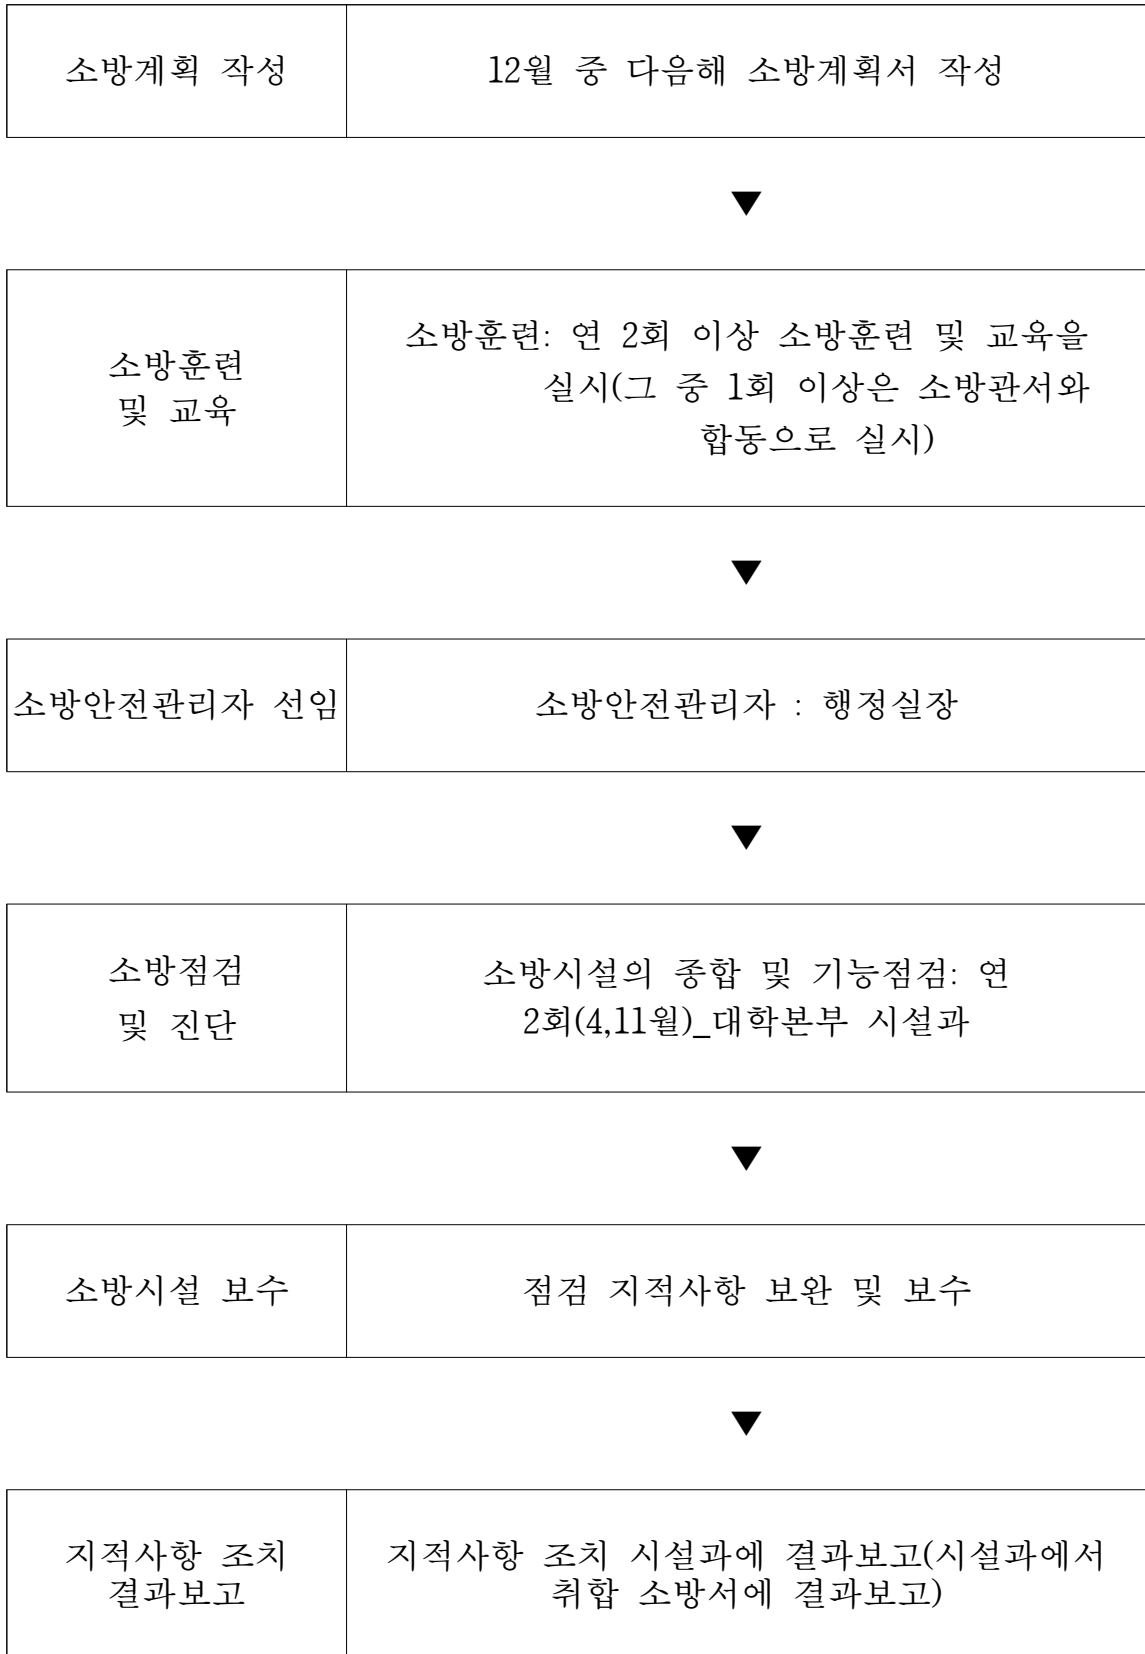 소방계획 작성
12월 중 다음해 소방계획서 작성
▼
소방훈련
및 교육
소방훈련: 연 2회 이상 소방훈련 및 교육을
실시(그 중 1회 이상은 소방관서와
합동으로 실시)
▼
소방안전관리자 선임
소방안전관리자 : 행정실장
▼
소방점검
및 진단
소방시설의 종합 및 기능점검: 연
2회(4,11월)_대학본부 시설과
▼
소방시설 보수
점검 지적사항 보완 및 보수
▼
지적사항 조치
결과보고
지적사항 조치 시설과에 결과보고(시설과에서
취합 소방서에 결과보고)